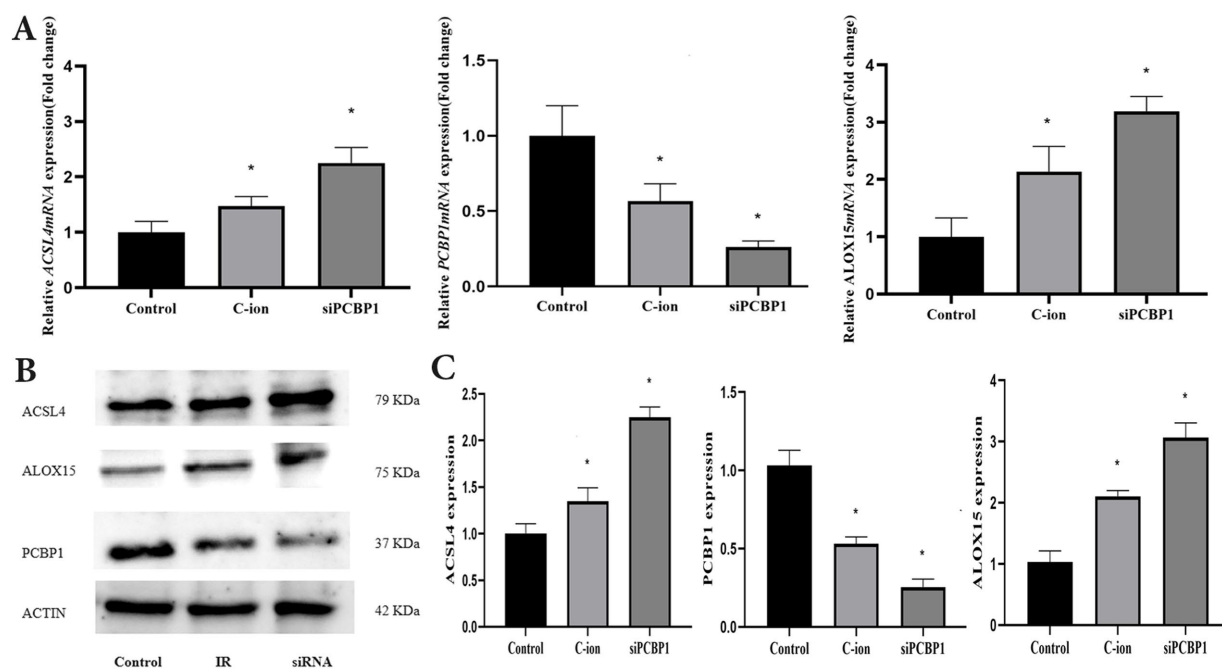 A
Relative ACSL4mRNA expression(Fold change)
4
3
2
1
0
*
*
Control
C-ion
siPCBP1
Relative PCBP1mRNA expression(Fold change)
1.5
1.0
0.5
0.0
*
*
Control
C-ion
siPCBP1
Relative ALOX15mRNA expression(Fold change)
4
3
2
1
0
*
*
Control
C-ion
siPCBP1
B
ACSL4
79 KDa
ALOX15
75 KDa
PCBP1
37 KDa
ACTIN
42 KDa
Control
IR
siRNA
C
ACSL4 expression
2.5
2.0
1.5
1.0
0.5
0.0
*
*
Control
C-ion
siPCBP1
PCBP1 expression
1.5
1.0
0.5
0.0
*
*
Control
C-ion
siPCBP1
ALOX15 expression
4
3
2
1
0
*
*
Control
C-ion
siPCBP1